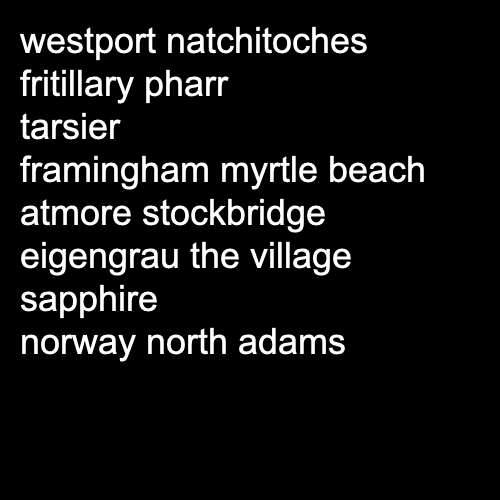 westport natchitoches
fritillary pharr
tarsier
framingham myrtle beach
atmore stockbridge
eigengrau the village
sapphire
norway north adams